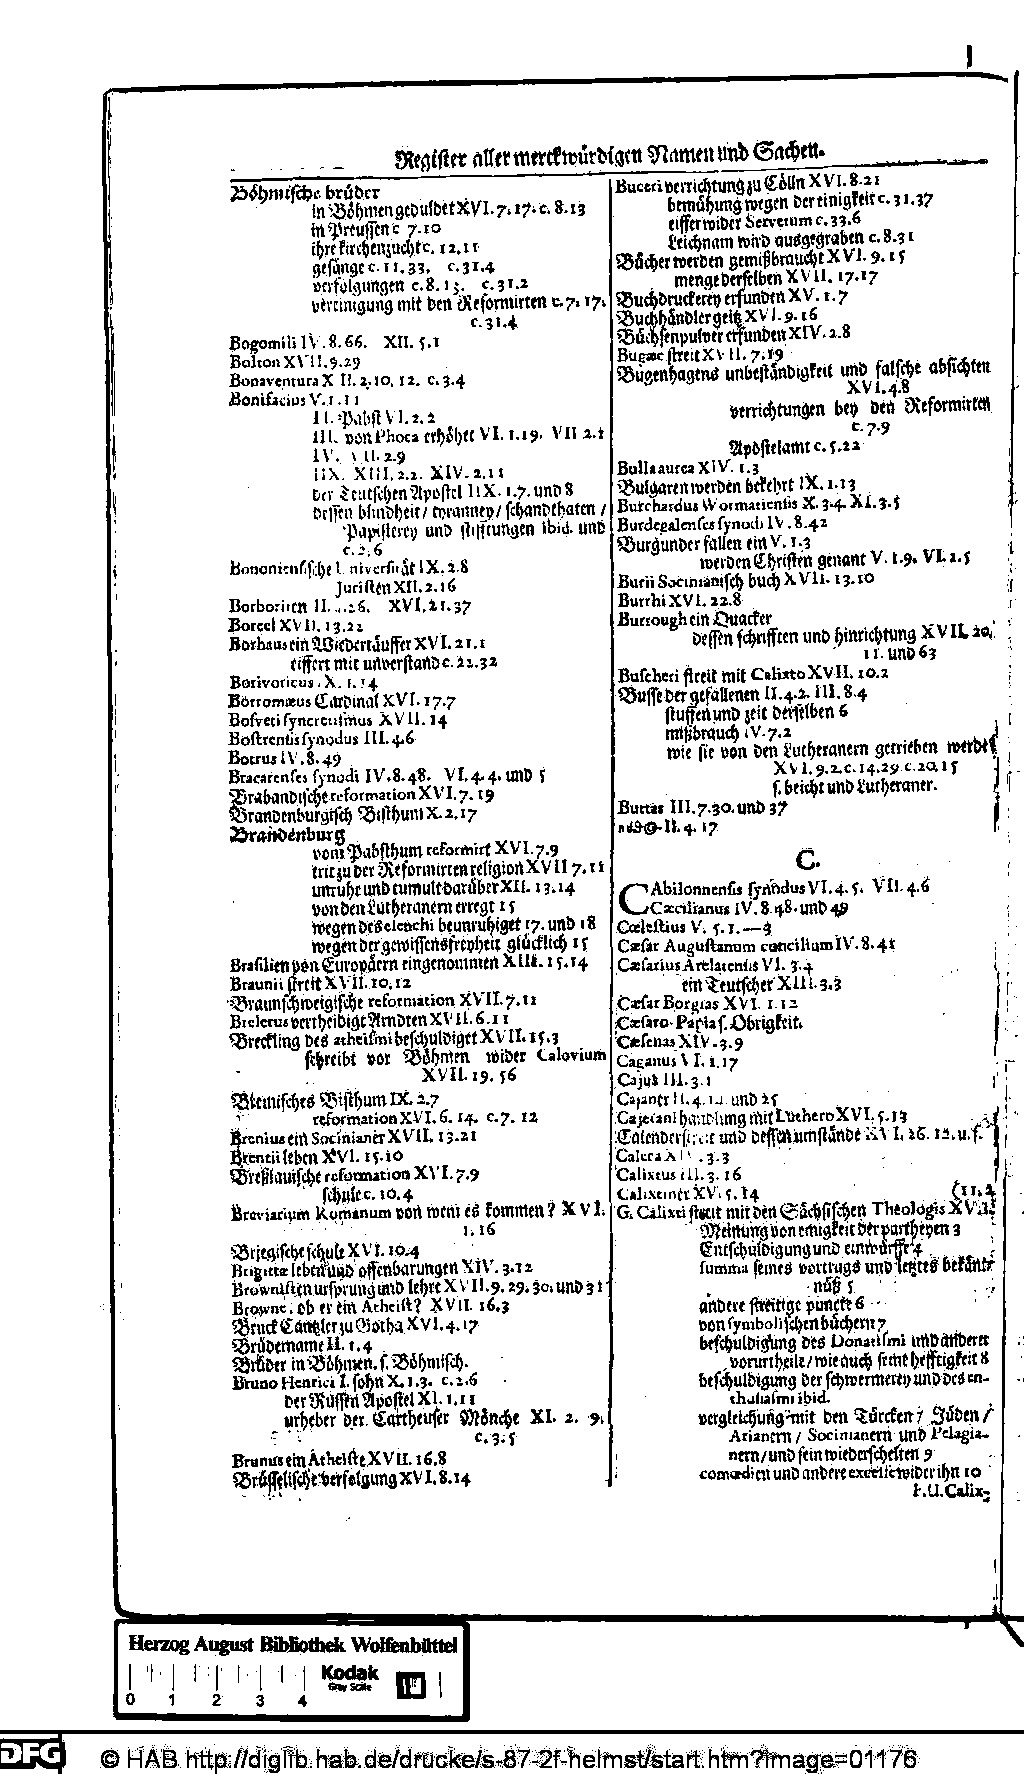 Register aller merckwürdigen Namen und Sachen.
Böhmische brüder
in Böhmen geduldet XVI. 7. 17. c. 8. 13
in Preussen c 7. 10
ihre kirchenzucht c. 12. 11
gesänge c. 11. 33. c. 31. 4
verfolgungen c. 8. 13. c. 31. 2
vereinigung mit den Reformirten c. 7. 17.
c. 31. 4
Bogomili IV. 8. 66. XII. 5. 1
Bolton XVII. 9. 29
Bonaventura X II. 2. 10. 12. c. 3. 4
Bonifacius V. 1. 11
II. Pabst VI. 2. 2
III. von Phoca erhöhet VI. 1. 19. VII 2. 1
IV. VII. 2. 9
IIX. XIII. 2. 2. XIV. 2. 11
der Teutschen Apostel IIX. 1. 7. und 8
dessen blindheit / tyranney / schandthaten /
Papisterey und stifftungen ibid. und
c. 2. 6
Bononiensische Universität IX. 2. 8
Juristen XII. 2. 16
Borboriten II. 26. XVI. 21. 37
Borcel XVII. 13. 22
Borhaus ein Wiedertäuffer XVI. 21. 1
eiffert mit unverstand c. 22. 32
Borivoricus X. 1. 14
Borromæus Cardinal XVI. 17. 7
Bosveti syncretismus XVII. 14
Bostrensis synodus III. 4. 6
Botrus IV. 8. 49
Bracarenses synodi IV. 8. 48. VI. 4. 4. und 5
Brabandische reformation XVI. 7. 19
Brandenburgisch Bisthum X. 2. 17
Brandenburg
vom Pabsthum reformirt XVI. 7. 9
tritt zu der Reformirten religion XVII 7. 11
unruhe und tumult darüber XII. 13. 14
von den Lutheranern erregt 15
wegen des elenchi beunruhiget 17. und 18
wegen der gewissensfreyheit glücklich 15
Brasilien von Europäern eingenommen XIII. 15. 14
Braunii streit XVII. 10. 12
Braunschweigische reformation XVII. 7. 11
Brelerus vertheidigt Arndten XVII. 6. 11
Breckling des atheismi beschuldiget XVII. 15. 3
schreibt vor Böhmen wider Calovium
XVII. 19. 56
Bremisches Bisthum IX. 2. 7
reformation XVI. 6. 14. c. 7. 12
Brenius ein Socinianer XVII. 13. 21
Brentii leben XVI. 15. 10
Breßlauische reformation XVI. 7. 9
schule c. 10. 4
Breviarium Romanum von wem es kommen? XVI.
1. 16
Briegische schule XVI. 10. 4
Brigittæ leben und offenbarungen XIV. 3. 12
Brownisten ursprung und lehre XVII. 9. 29. 30. und 31
Browne, ob er ein Atheist? XVII. 16. 3
Brück Cantzler zu Gotha XVI. 4. 17
Brüdername II. 1. 4
Brüder in Böhmen. s. Böhmisch.
Bruno Henrici I. sohn X. 1. 3. c. 2. 6
der Rüssen Apostel XI. 1. 11
urheber der Cartheuser Mönche XI. 2. 9.
c. 3. 5
Brunus ein Atheiste XVII. 16. 8
Brüsselische verfolgung XVI. 8. 14
Buceri verrichtung zu Cölln XVI. 8. 21
bemühung wegen der einigkeit c. 31. 37
eiffer wider Servetum c. 33. 6
Leichnam wird ausgegraben c. 8. 31
Bücher werden gemißbraucht XVI. 9. 15
menge derselben XVII. 17. 17
Buchdruckerey erfunden XV. 1. 7
Buchhändler geitz XVI. 9. 16
Büchsenpulver erfunden XIV. 2. 8
Bugæc streit XVII. 7. 19
Bugenhagens unbeständigkeit und falsche absichten
XVI. 4. 8
verrichtungen bey den Reformirten
c. 7. 9
Apostelamt c. 5. 22
Bulla aurea XIV. 1. 3
Bulgaren werden bekehrt IX. 1. 13
Burchardus Wormatiensis X. 3. 4. XI. 3. 5
Burdegalenses synodi IV. 8. 42
Burgunder fallen ein V. 1. 3
werden Christen genant V. 1. 9. VI. 2. 5
Burii Socinianisch buch XVII. 13. 10
Burrhi XVI. 22. 8
Burrough ein Quacker
dessen schrifften und hinrichtung XVII. 20.
11. und 63
Buscheri streit mit Calixto XVII. 10. 2
Busse der gefallenen II. 4. 2. III. 8. 4
stuffen und zeit derselben 6
mißbrauch IV. 7. 2
wie sie von den Lutheranern getrieben werde
XVI. 9. 2. c. 14. 29 c. 20. 15
s. beicht und Lutheraner.
Buttas III. 7. 30. und 37
II. 4. 17
C.
CAbilonnensis synodus VI. 4. 5. VII. 4. 6
Cæcilianus IV. 8. 48. und 49
Cœlestius V. 5. 1.—3
Cæsar Augustanum concilium IV. 8. 41
Cæsarius Arelatensis VI. 3. 4
ein Teutscher XIII. 3. 3
Cæsar Borgias XVI. 1. 12
Cæsaro-Papia s. Obrigkeit.
Cæsenas XIV. 3. 9
Caganus VI. 1. 17
Cajus III. 3. 1
Cajaner II. 4. 12 und 25
Cajetani handlung mit Luthero XVI. 5. 13
Calenderstreit und dessen umstände XVI. 26. 12. u. f.
Caleca XIV. 3. 3
Calixtus III. 3. 16
Calixtiner XV. 5. 14
(11. 2
G. Calixti streit mit den Sächsischen Theologis XVII.
Meinung von einigkeit der partheyen 3
Entschuldigung und einwürffe 4
summa seines vortrags und letztes bekänt-
nüß 5
andere streitige puncte 6
von symbolischen büchern 7
beschuldigung des Donatismi und anderer
vorurtheile / wie auch seine hefftigkeit 8
beschuldigung der schwermerey und des en-
thusiasmi ibid.
vergleichung mit den Türcken / Jüden /
Arianern / Socinianern und Pelagia-
nern / und sein wiederschelten 9
comœdien und andere excesse wider ihn 10
F. U. Calix-
Herzog August Bibliothek Wolfenbüttel
0 1 2 3 4
Kodak
Gray Scale
DFG © HAB http://diglib.hab.de/drucke/s-87-2f-helmst/start.htm?image=01176